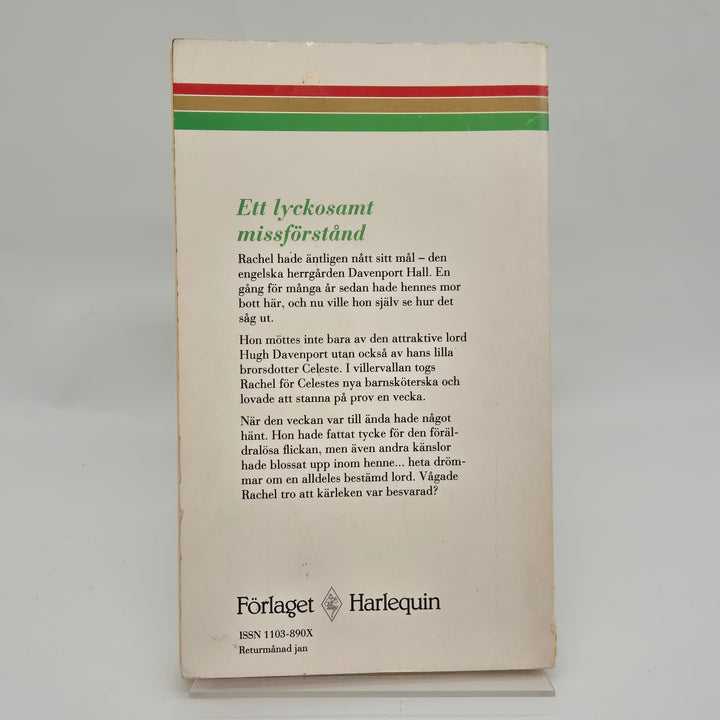 Ett lyckosamt
missförstånd
Rachel hade äntligen nått sitt mål – den
engelska herrgården Davenport Hall. En
gång för många år sedan hade hennes mor
bott här, och nu ville hon själv se hur det
såg ut.
Hon möttes inte bara av den attraktive lord
Hugh Davenport utan också av hans lilla
brorsdotter Celeste. I villervallan togs
Rachel för Celestes nya barnsköterska och
lovade att stanna på prov en vecka.
När den veckan var till ända hade något
hänt. Hon hade fattat tycke för den föräl-
dralösa flickan, men även andra känslor
hade blossat upp inom henne... heta dröm-
mar om en alldeles bestämd lord. Vågade
Rachel tro att kärleken var besvarad?
Förlaget Harlequin
ISSN 1103-890X
Returmånad jan